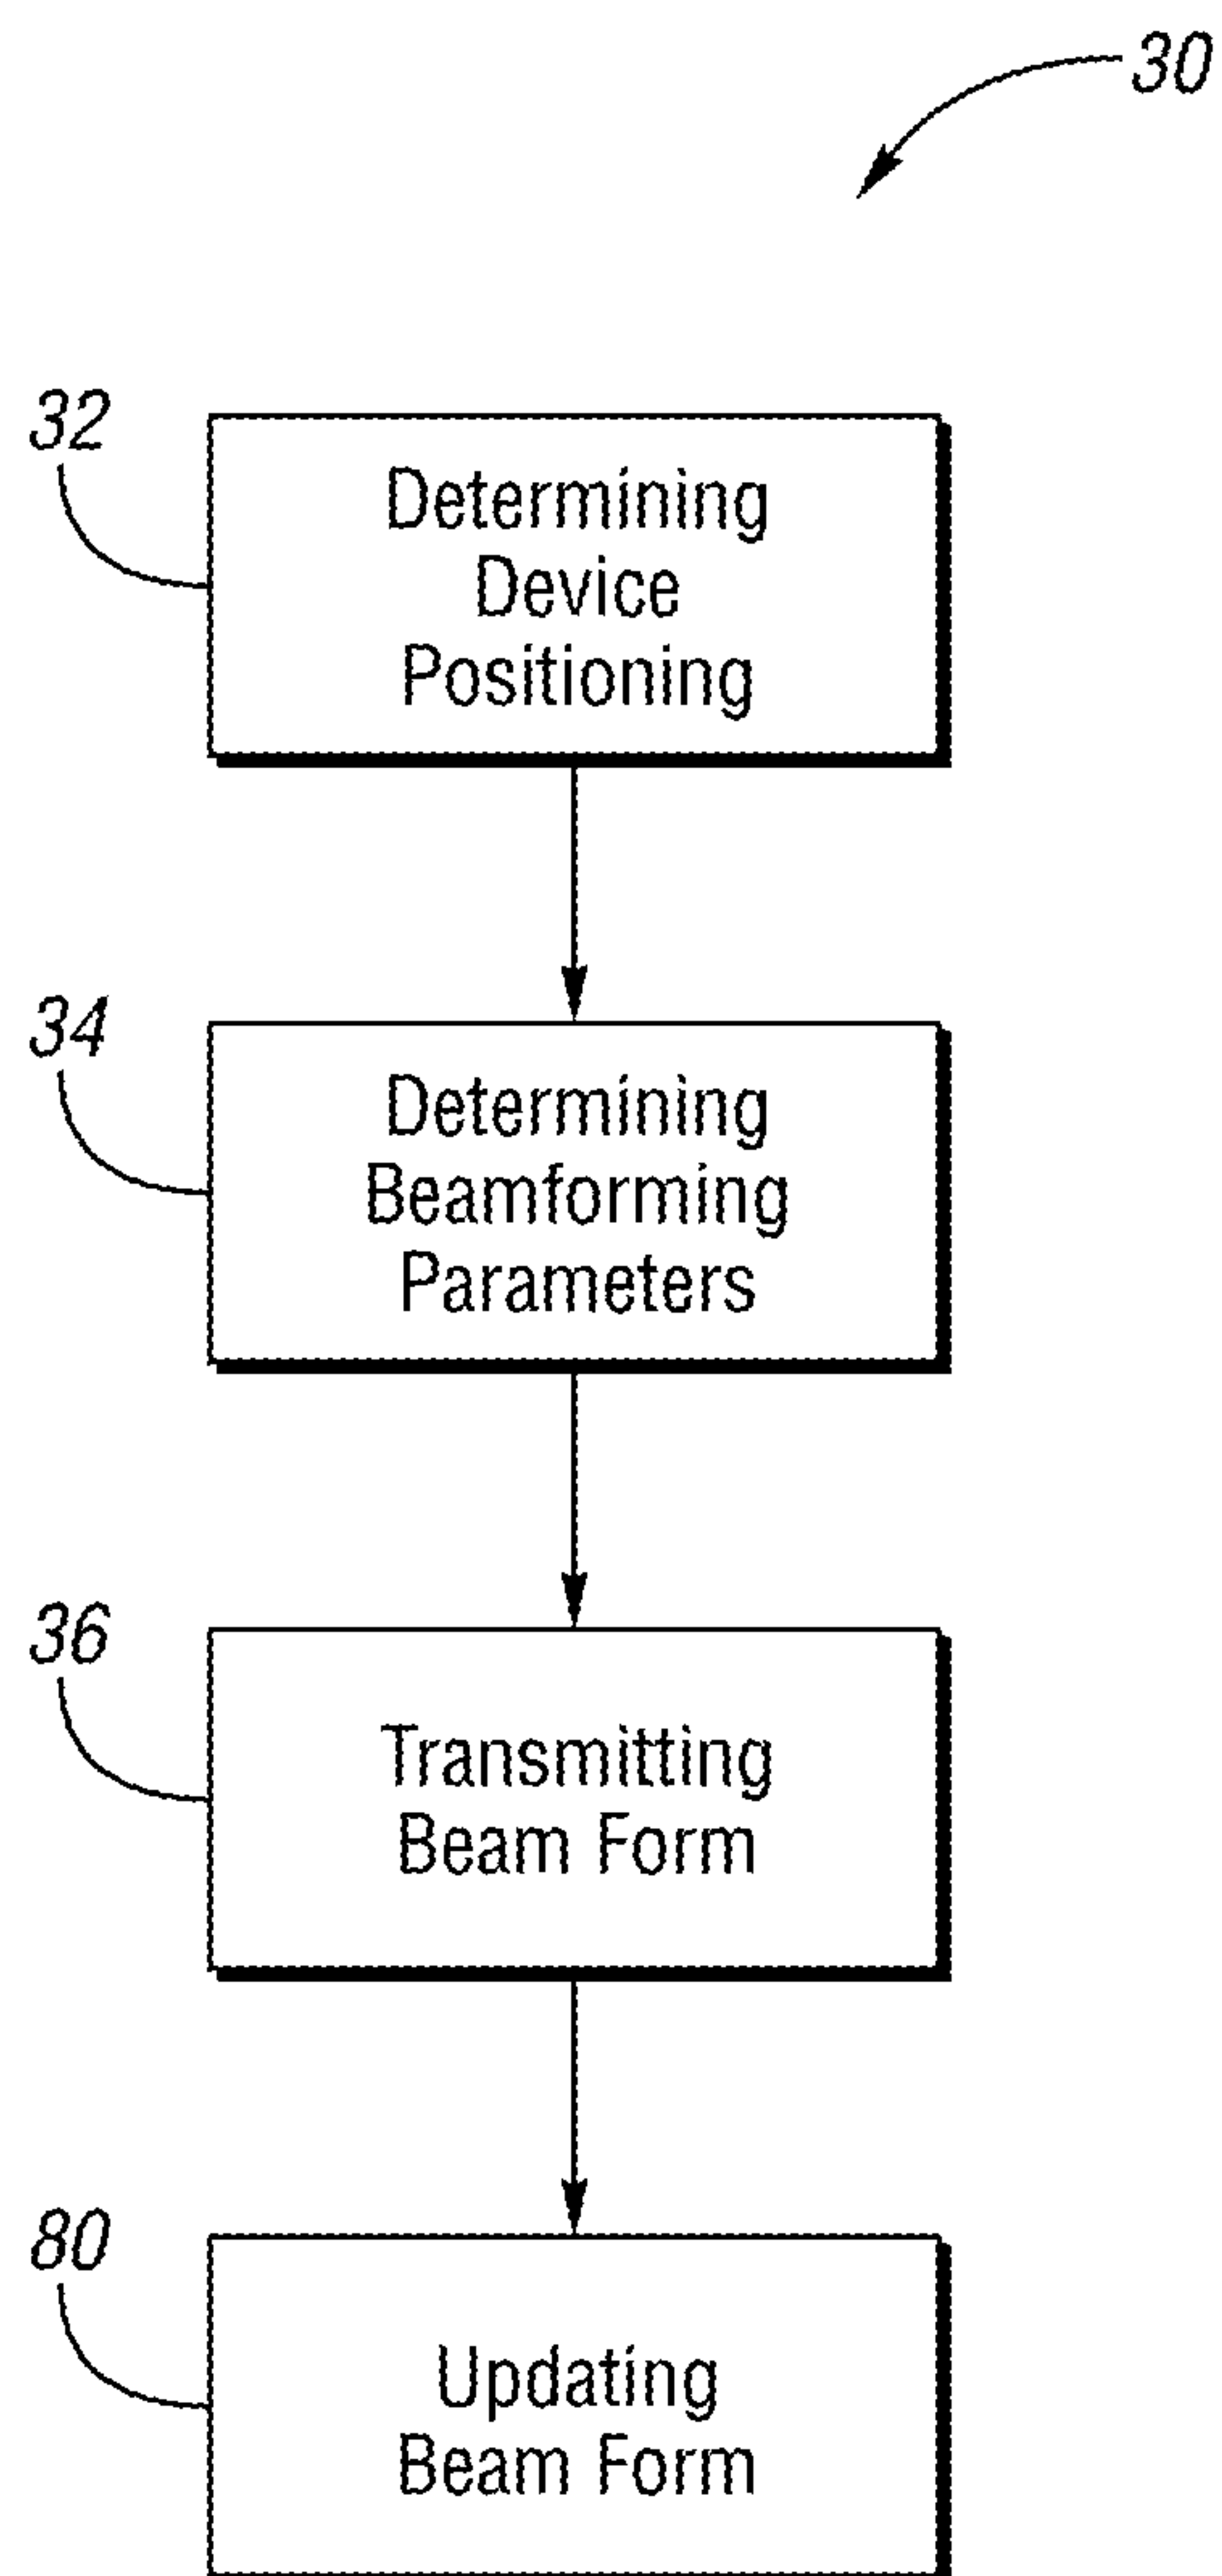 30
32
Determining
Device
Positioning
34
Determining
Beamforming
Parameters
36
Transmitting
Beam Form
80
Updating
Beam Form